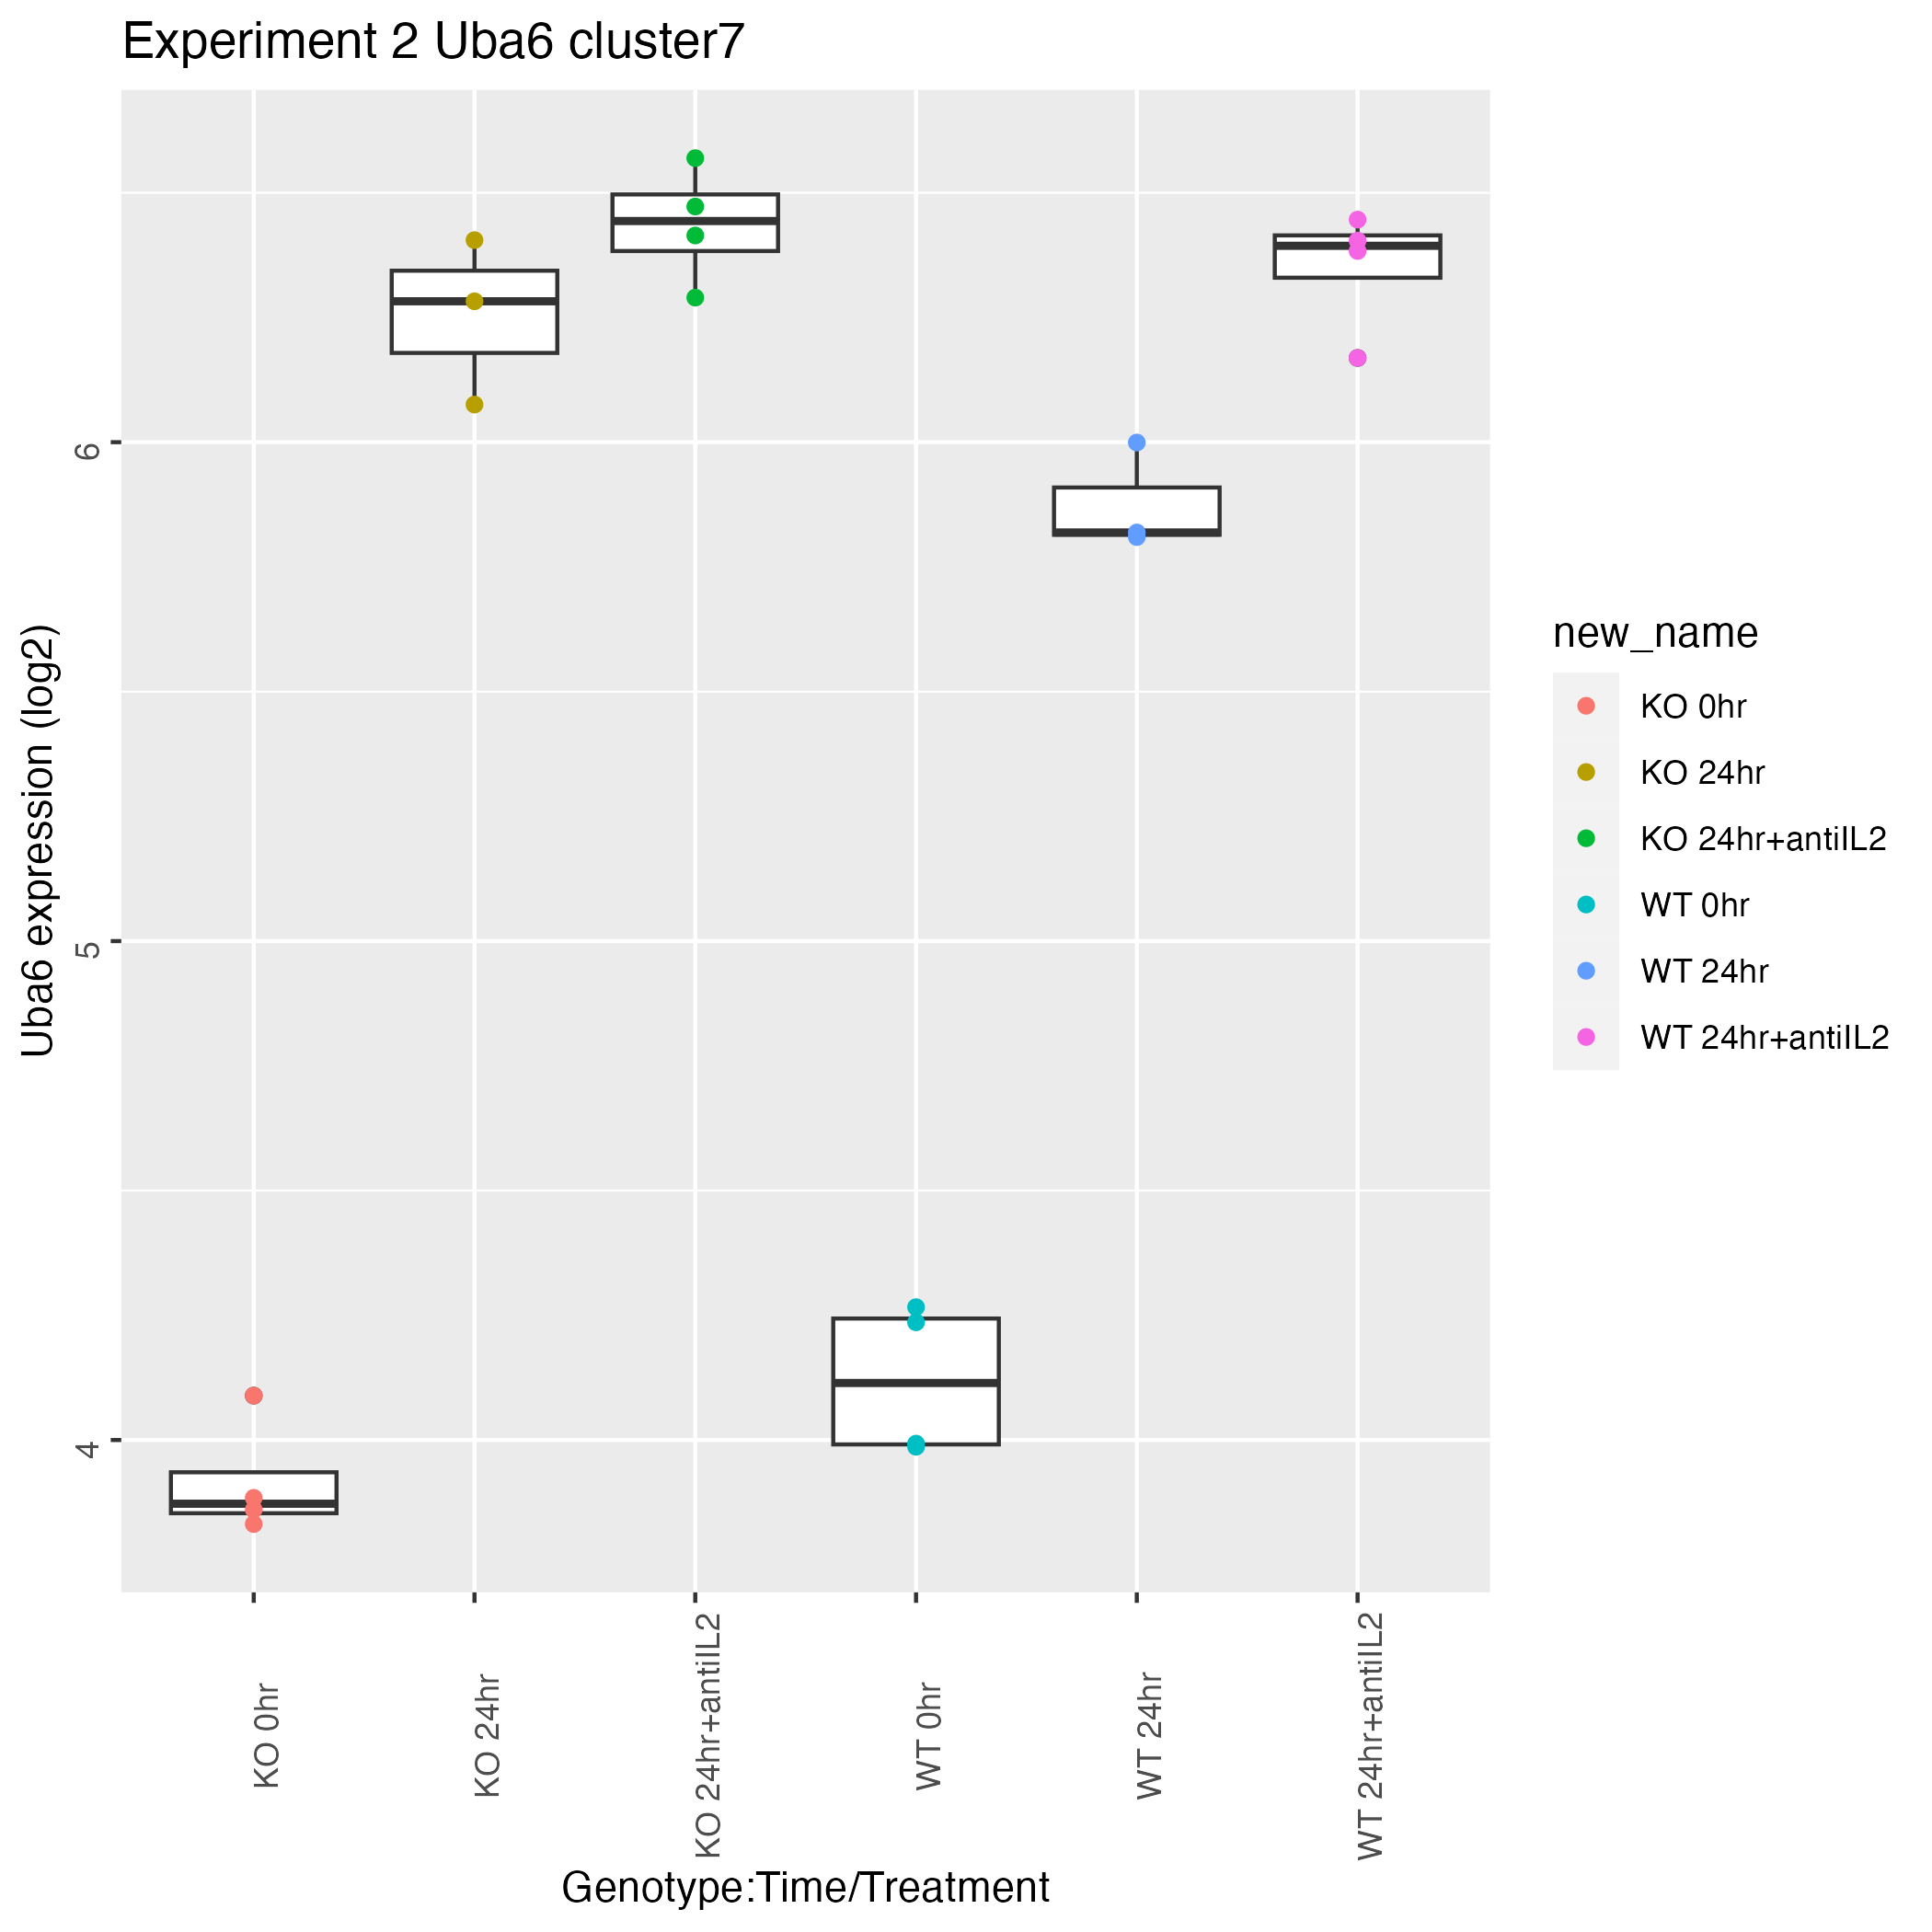 Experiment 2 Uba6 cluster7
Uba6 expression (log2)
6
5
4
KO 0hr
KO 24hr
KO 24hr+antiIL2
WT 0hr
WT 24hr
WT 24hr+antiIL2
Genotype:Time/Treatment
new_name
KO 0hr
KO 24hr
KO 24hr+antiIL2
WT 0hr
WT 24hr
WT 24hr+antiIL2